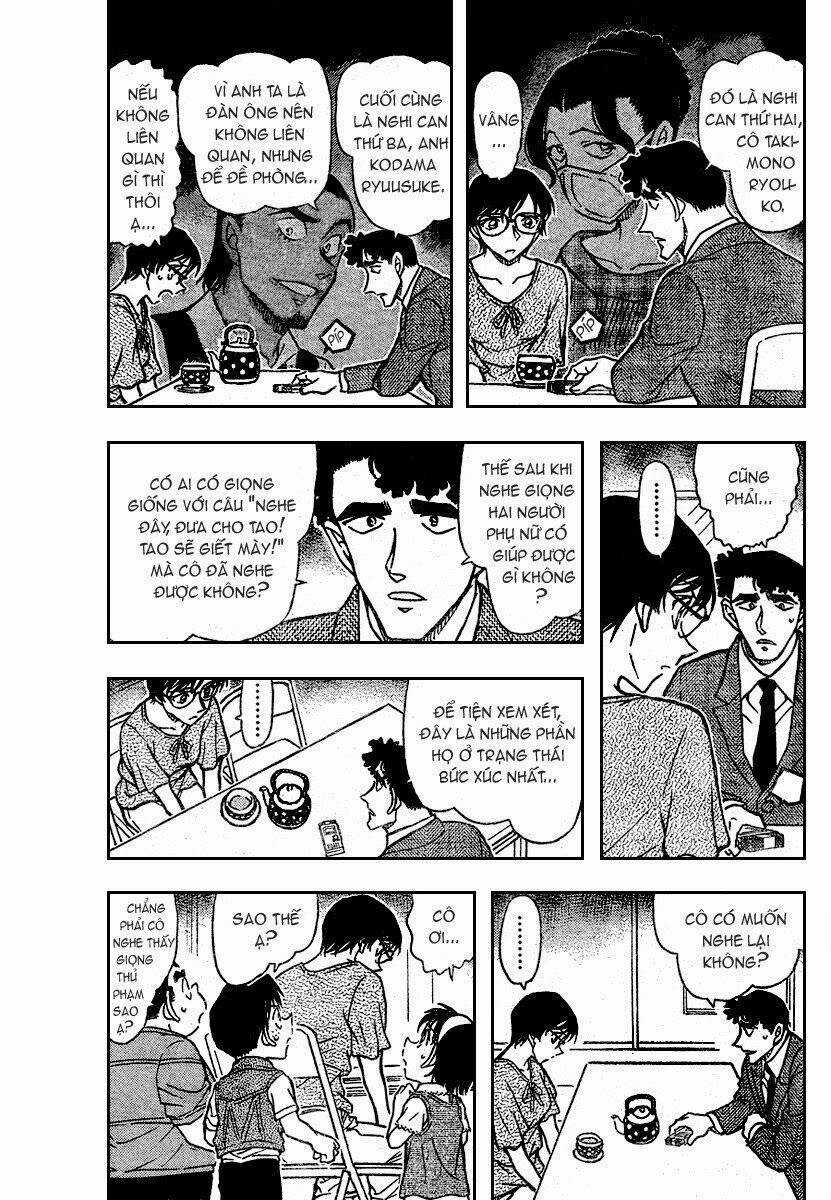 ĐÓ LÀ NGHI
CAN THỨ HAI,
CÔ TAKI-
MONO
RYOU-
KO.
VÂNG
...
PÍP
CUỐI CÙNG
LÀ NGHI CAN
THỨ BA, ANH
KODAMA
RYUUSUKE.
VÌ ANH TA LÀ
ĐÀN ÔNG NÊN
KHÔNG LIÊN
QUAN, NHƯNG
ĐỂ ĐỀ PHÒNG...
NẾU
KHÔNG
LIÊN
QUAN
GÌ THÌ
THÔI
Ạ...
PÍP
CŨNG
PHẢI...
........
THẾ SAU KHI
NGHE GIỌNG
HAI NGƯỜI
PHỤ NỮ CÓ
GIÚP ĐƯỢC
GÌ KHÔNG
?
CÓ AI CÓ GIỌNG
GIỐNG VỚI CÂU "NGHE
ĐÂY, ĐƯA CHO TAO!
TAO SẼ GIẾT MÀY!"
MÀ CÔ ĐÃ NGHE
ĐƯỢC KHÔNG?
ĐỂ TIỆN XEM XÉT,
ĐÂY LÀ NHỮNG PHẦN
HỌ Ở TRẠNG THÁI
BỨC XÚC NHẤT...
........
CÔ CÓ MUỐN
NGHE LẠI
KHÔNG?
........
CÔ
ƠI...
SAO THẾ
Ạ?
CHẲNG
PHẢI CÔ
NGHE THẤY
GIỌNG
THỦ
PHẠM
SAO
Ạ?